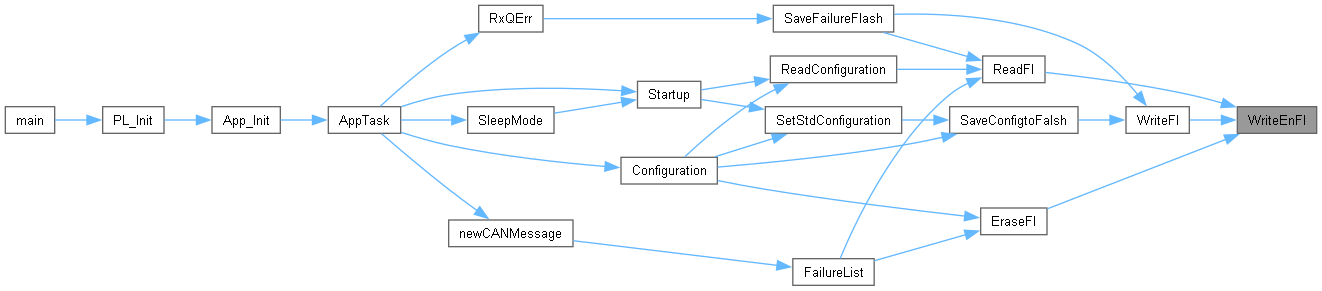 RxQErr
SaveFailureFlash
ReadConfiguration
ReadFl
Startup
main
PL_Init
App_Init
AppTask
SleepMode
SetStdConfiguration
SaveConfigtoFalsh
WriteFl
WriteEnFl
Configuration
newCANMessage
EraseFl
FailureList